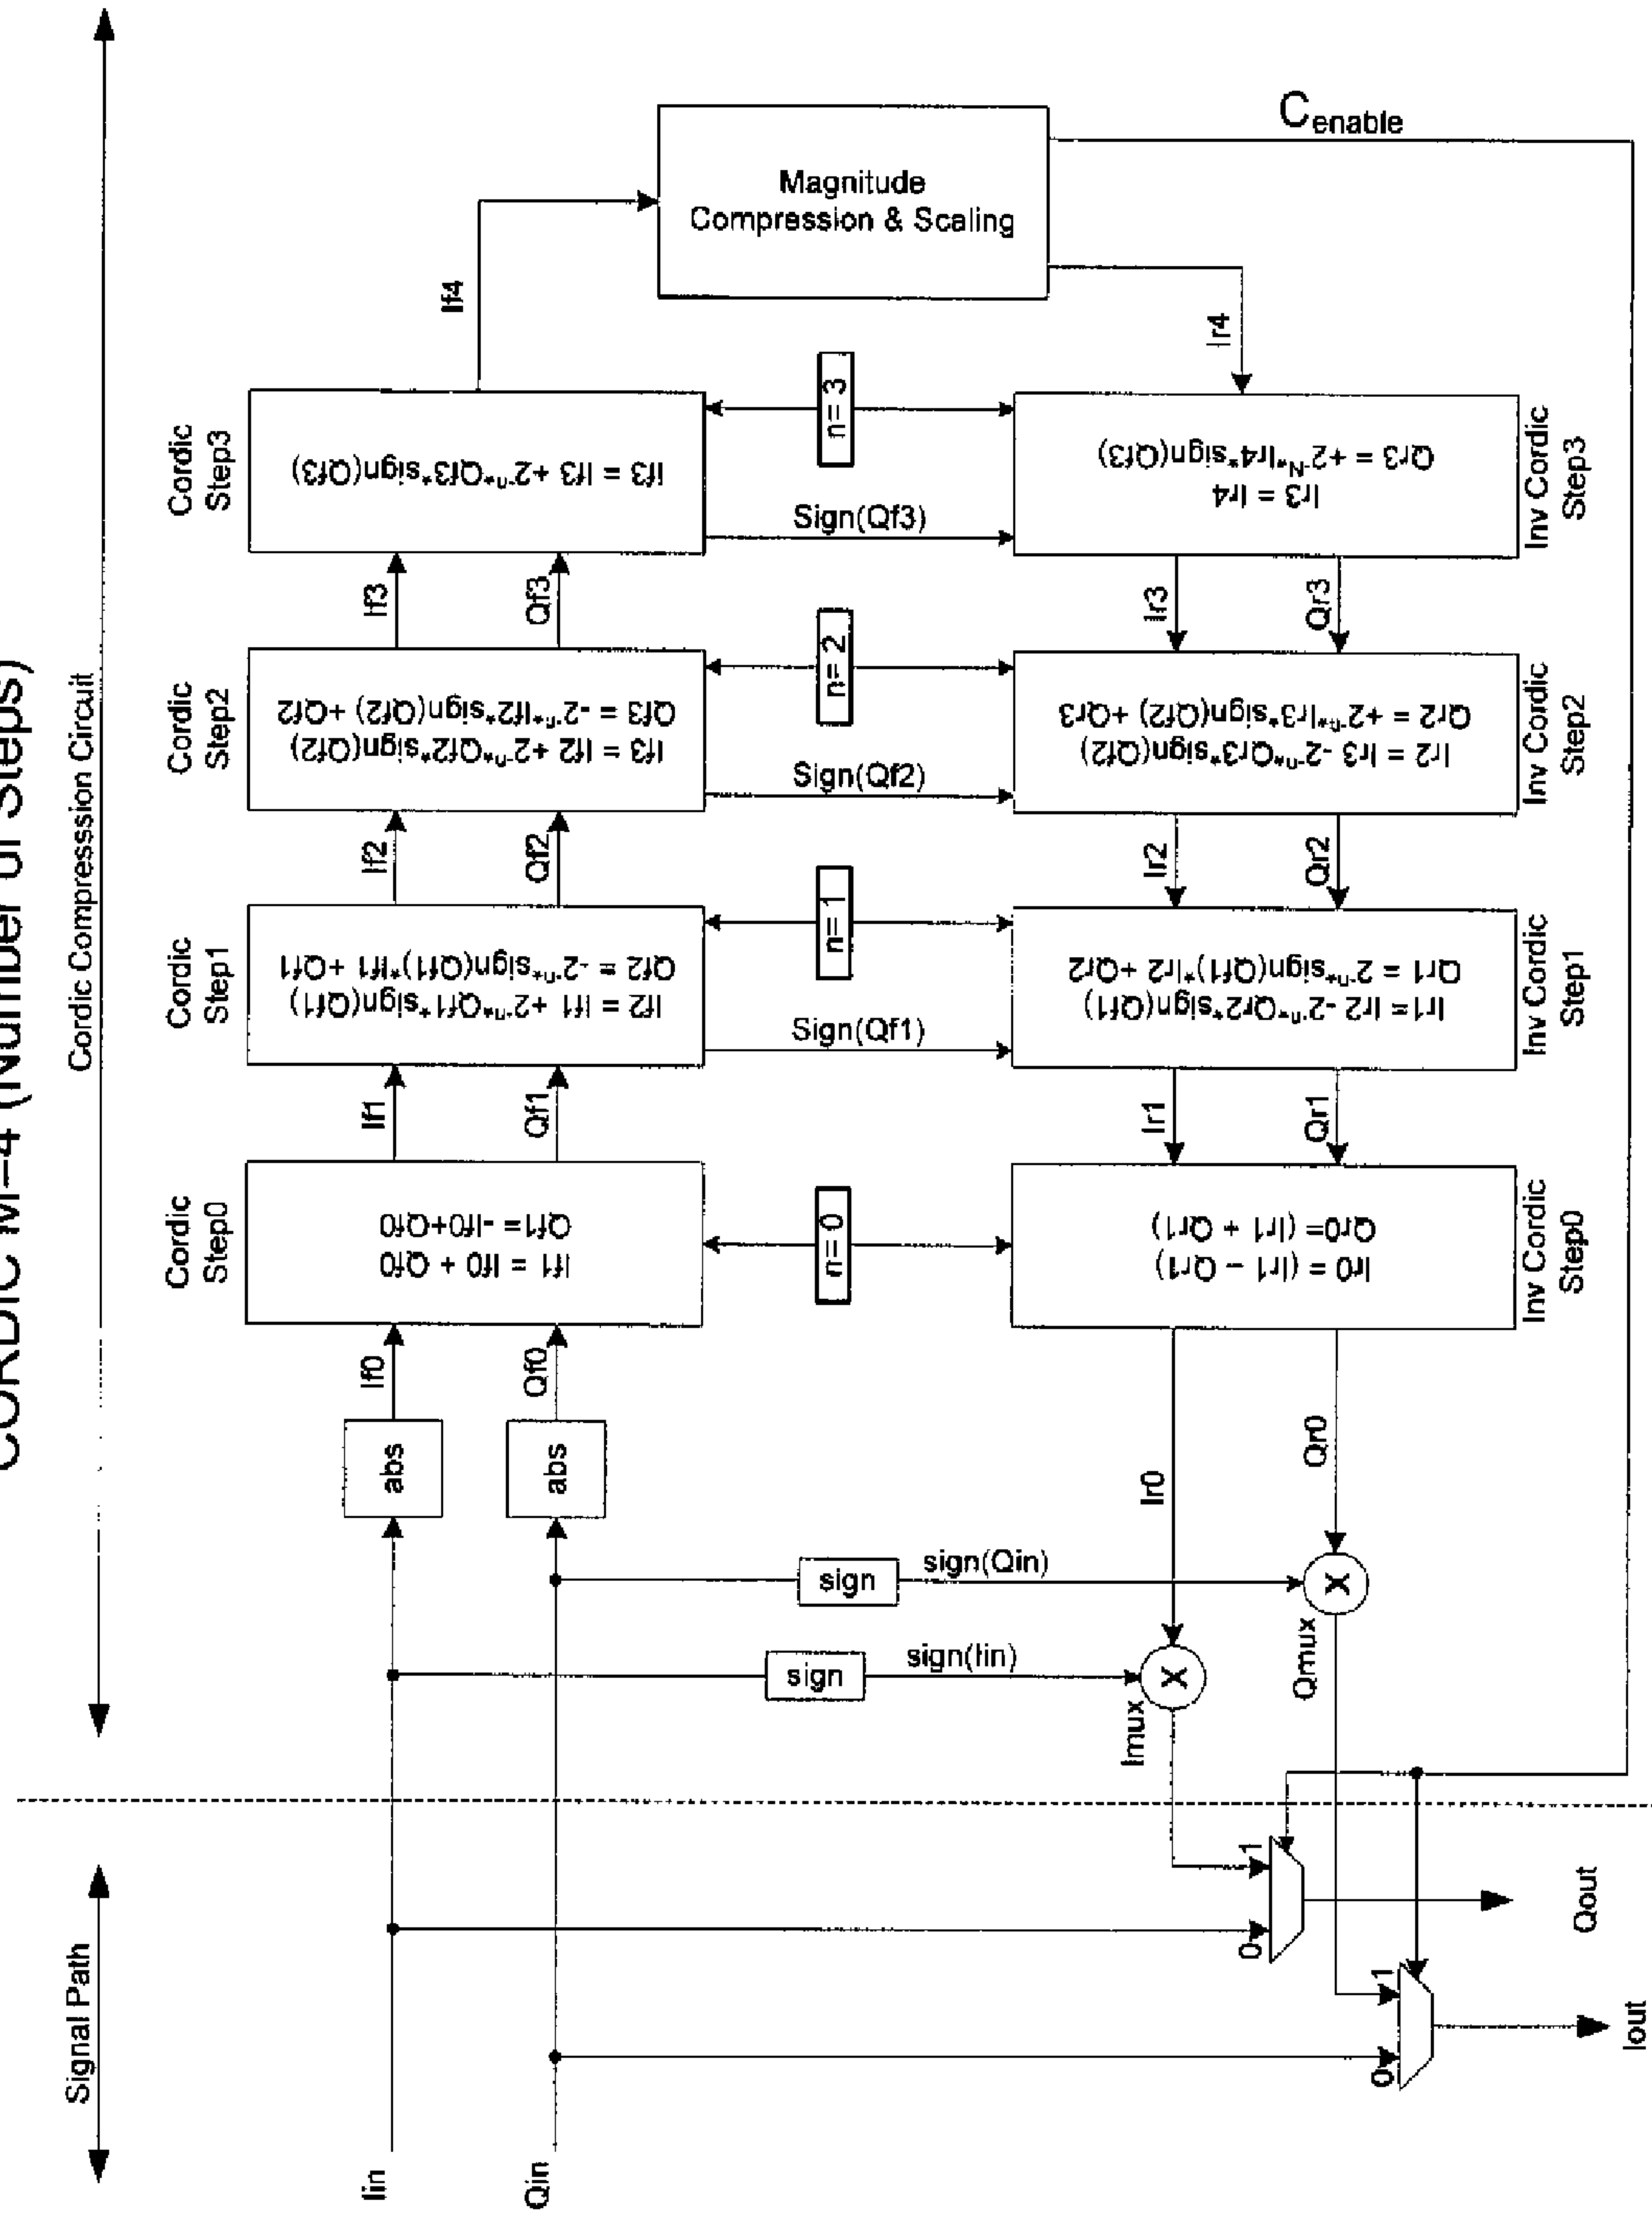 CORDIC M=4 (Number of Steps)
Signal Path
Cordic Compression Circuit
Cordic
Step0
Cordic
Step1
Cordic
Step2
Cordic
Step3
Iin
Qin
abs
abs
If0
Qf0
If1 = If0 + Qf0
Qf1= -If0+Qf0
If1
Qf1
If2 = If1 +2^-n*Qf1*sign(Qf1)
Qf2 = -2^-n*sign(Qf1)*If1 +Qf1
If2
Qf2
If3 = If2 +2^-n*Qf2*sign(Qf2)
Qf3 = -2^-n*If2*sign(Qf2) +Qf2
If3
Qf3
if3 = If3 +2^-n*Qf3*sign(Qf3)
If4
Magnitude
Compression & Scaling
C_enable
sign
sign(Iin)
sign
sign(Qin)
n= 0
n= 1
n= 2
n= 3
Sign(Qf1)
Sign(Qf2)
Sign(Qf3)
Ir4
Ir3 = Ir4
Qr3 = +2^-N*Ir4*sign(Qf3)
Ir3
Qr3
Ir2 = Ir3 -2^-n*Qr3*sign(Qf2)
Qr2 = +2^-n*Ir3*sign(Qf2) +Qr3
Ir2
Qr2
Ir1= Ir2 -2^-n*Qr2*sign(Qf1)
Qr1 = 2^-n*sign(Qf1)*Ir2 +Qr2
Ir1
Qr1
Ir0 = (Ir1 – Qr1)
Qr0= (Ir1 + Qr1)
Ir0
Qr0
X
X
Imux
Qmux
Inv Cordic
Step0
Inv Cordic
Step1
Inv Cordic
Step2
Inv Cordic
Step3
0
1
0
1
Qout
Iout